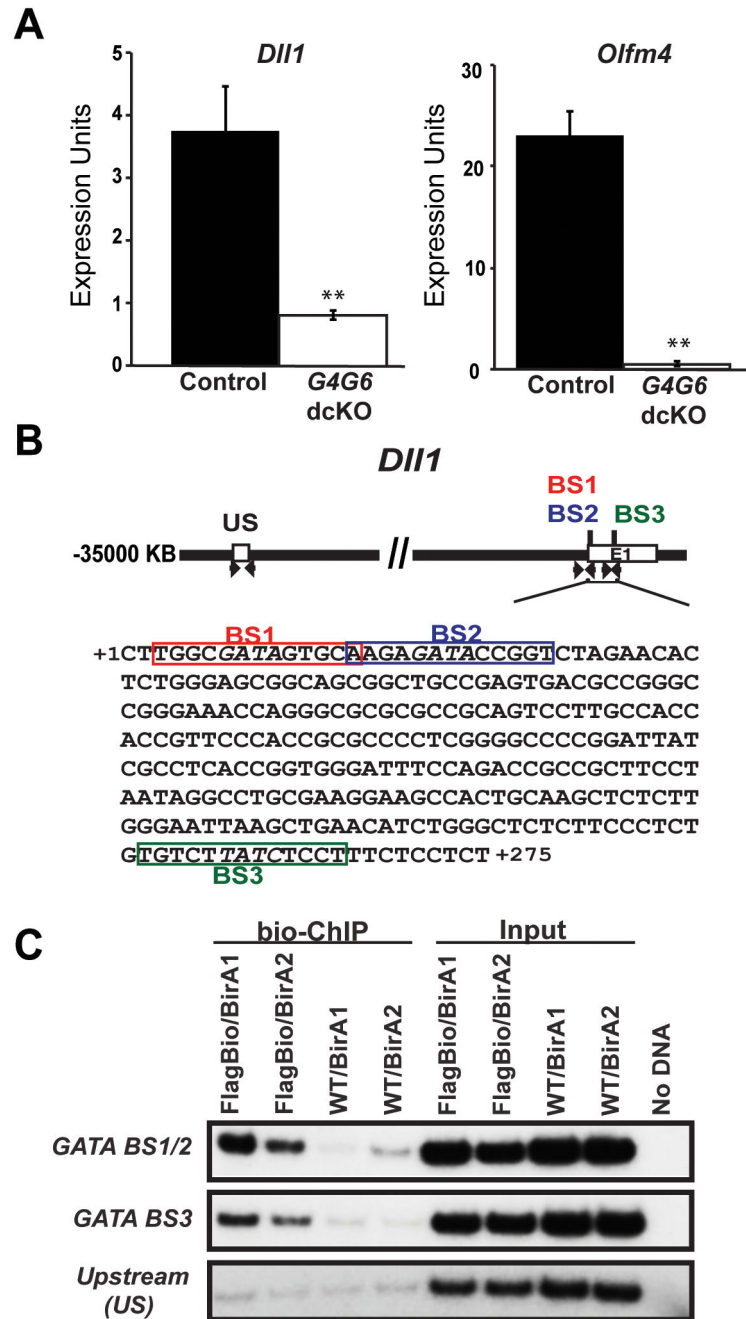 A
Dll1
Olfm4
Expression Units
5
4
3
2
1
0
**
Control
G4G6
dcKO
Expression Units
30
20
10
0
**
Control
G4G6
dcKO
B
Dll1
BS1
BS2
BS3
US
-35000 KB
//
E1
BS1
BS2
+1CTTGGCGATAGTGCAAGAGATACCGGTCTAGAACAC
TCTGGGAGCGGCAGCGGCTGCCGAGTGACGCCGGGC
CGGGAAACCAGGGCGCGCGCCGCAGTCCTTGCCACC
ACCGTTCCCACCGCGCCCCTCGGGGCCCCGGATTAT
CGCCTCACCGGTGGGATTTCCAGACCGCCGCTTCCT
AATAGGCCTGCGAAGGAAGCCACTGCAAGCTCTCTT
GGGAATTAAGCTGAACATCTGGGCTCTCTTCCCTCT
GTGTCTTATCTCCTTTCTCCTCT +275
BS3
C
bio-ChIP
Input
FlagBio/BirA1
FlagBio/BirA2
WT/BirA1
WT/BirA2
FlagBio/BirA1
FlagBio/BirA2
WT/BirA1
WT/BirA2
No DNA
GATA BS1/2
GATA BS3
Upstream
(US)